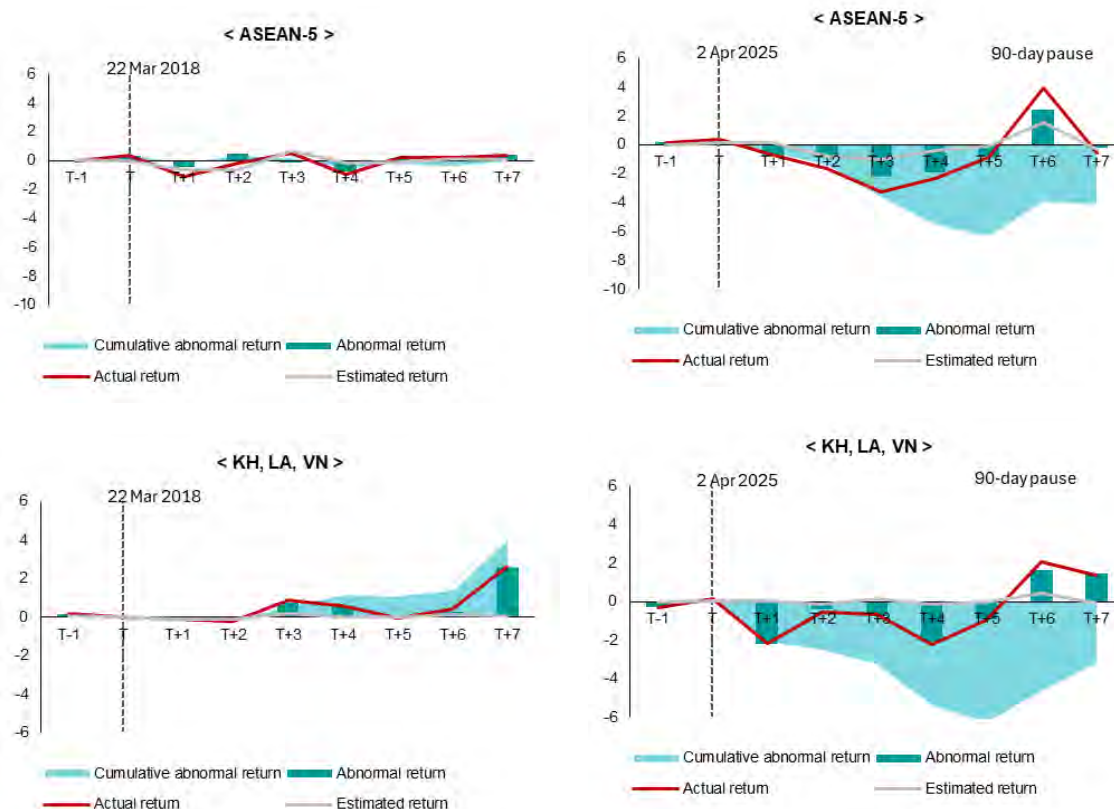 < ASEAN-5 >
22 Mar 2018
6
4
2
0
-2
-4
-6
-8
-10
T-1 T T+1 T+2 T+3 T+4 T+5 T+6 T+7
Cumulative abnormal return Abnormal return
Actual return Estimated return
< ASEAN-5 >
2 Apr 2025 90-day pause
6
4
2
0
-2
-4
-6
-8
-10
T-1 T T+1 T+2 T+3 T+4 T+5 T+6 T+7
Cumulative abnormal return Abnormal return
Actual return Estimated return
< KH, LA, VN >
22 Mar 2018
6
4
2
0
-2
-4
-6
T-1 T T+1 T+2 T+3 T+4 T+5 T+6 T+7
Cumulative abnormal return Abnormal return
Actual return Estimated return
< KH, LA, VN >
2 Apr 2025 90-day pause
6
4
2
0
-2
-4
-6
T-1 T T+1 T+2 T+3 T+4 T+5 T+6 T+7
Cumulative abnormal return Abnormal return
Actual return Estimated return